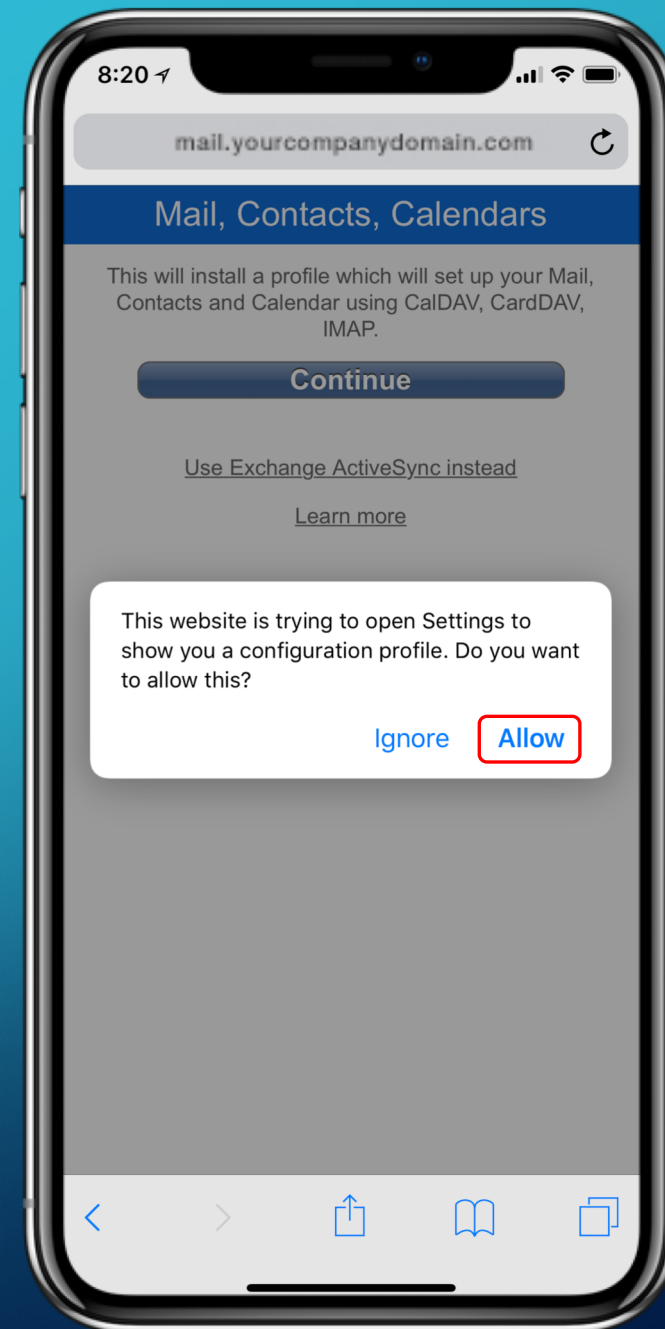 8:20
mail.yourcompanydomain.com
Mail, Contacts, Calendars
This will install a profile which will set up your Mail,
Contacts and Calendar using CalDAV, CardDAV,
IMAP.
Continue
Use Exchange ActiveSync instead
Learn more
This website is trying to open Settings to
show you a configuration profile. Do you want
to allow this?
Ignore Allow